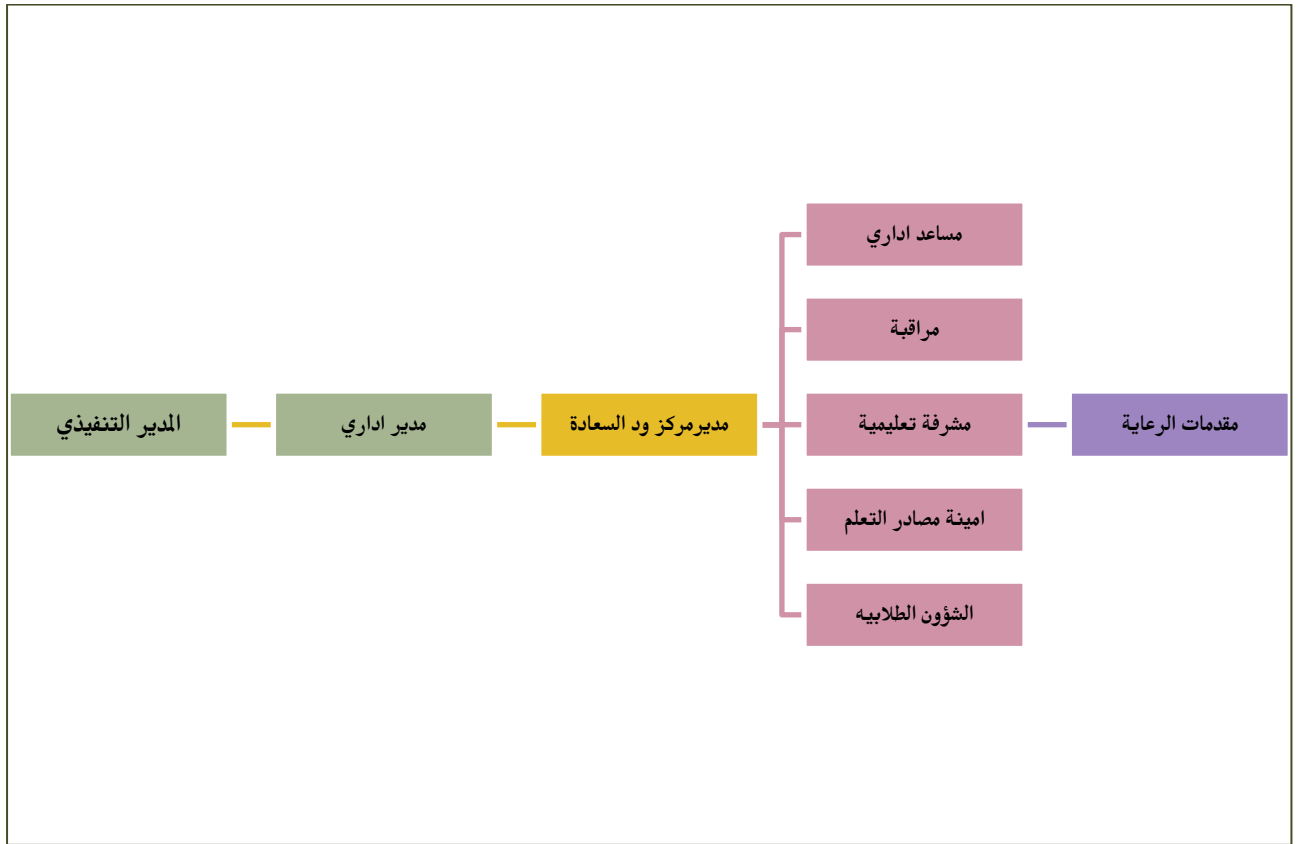 المدير التنفيذي
مدير اداري
مديرمركز ود السعادة
مساعد اداري
مراقبة
مشرفة تعليمية
امينة مصادر التعلم
الشؤون الطلابيه
مقدمات الرعاية